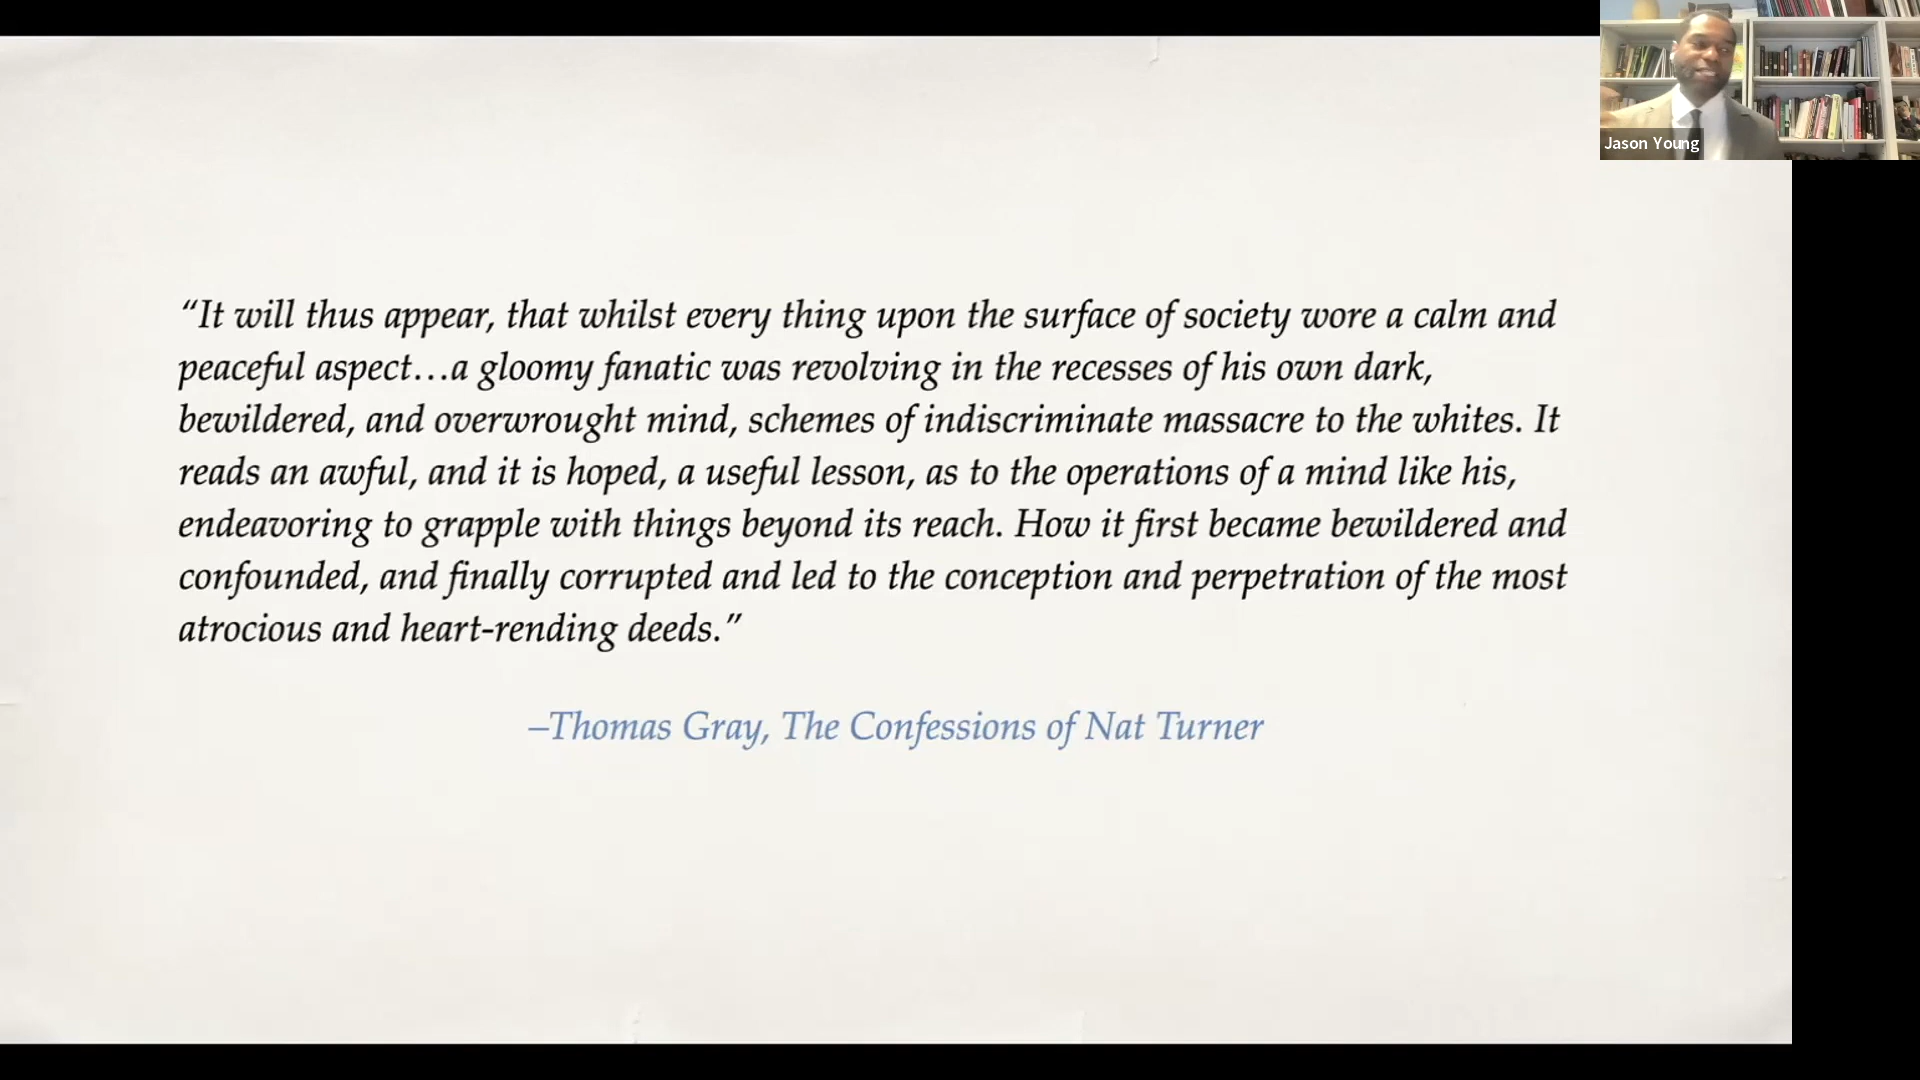 Jason Young
“It will thus appear, that whilst every thing upon the surface of society wore a calm and
peaceful aspect…a gloomy fanatic was revolving in the recesses of his own dark,
bewildered, and overwrought mind, schemes of indiscriminate massacre to the whites. It
reads an awful, and it is hoped, a useful lesson, as to the operations of a mind like his,
endeavoring to grapple with things beyond its reach. How it first became bewildered and
confounded, and finally corrupted and led to the conception and perpetration of the most
atrocious and heart-rending deeds.”
–Thomas Gray, The Confessions of Nat Turner